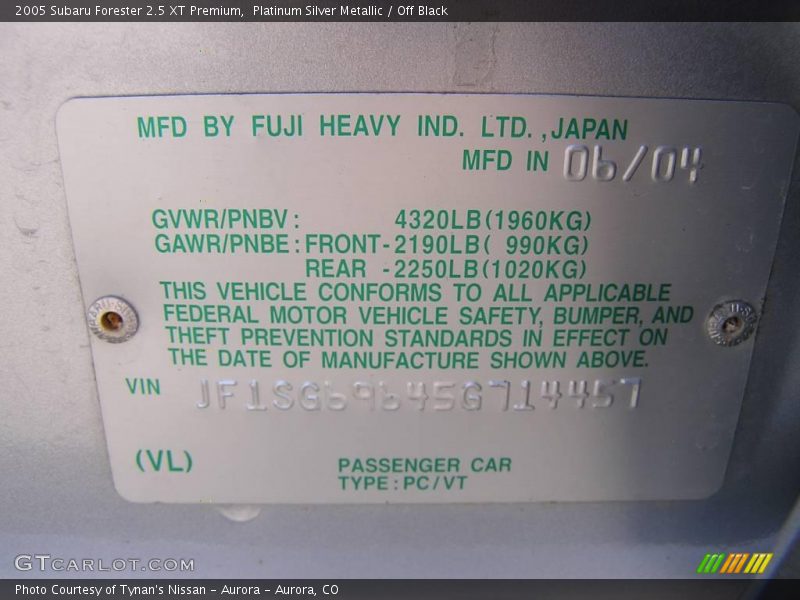 2005 Subaru Forester 2.5 XT Premium,  Platinum Silver Metallic / Off Black
MFD BY FUJI HEAVY IND. LTD. ,JAPAN
MFD IN 06/04
GVWR/PNBV: 4320LB(1960KG)
GAWR/PNBE:FRONT-2190LB( 990KG)
REAR -2250LB(1020KG)
THIS VEHICLE CONFORMS TO ALL APPLICABLE
FEDERAL MOTOR VEHICLE SAFETY, BUMPER, AND
THEFT PREVENTION STANDARDS IN EFFECT ON
THE DATE OF MANUFACTURE SHOWN ABOVE.
VIN JF1SG69645G714457
(VL)
PASSENGER CAR
TYPE:PC/VT
GTCARLOT.COM
Photo Courtesy of Tynan's Nissan - Aurora - Aurora, CO